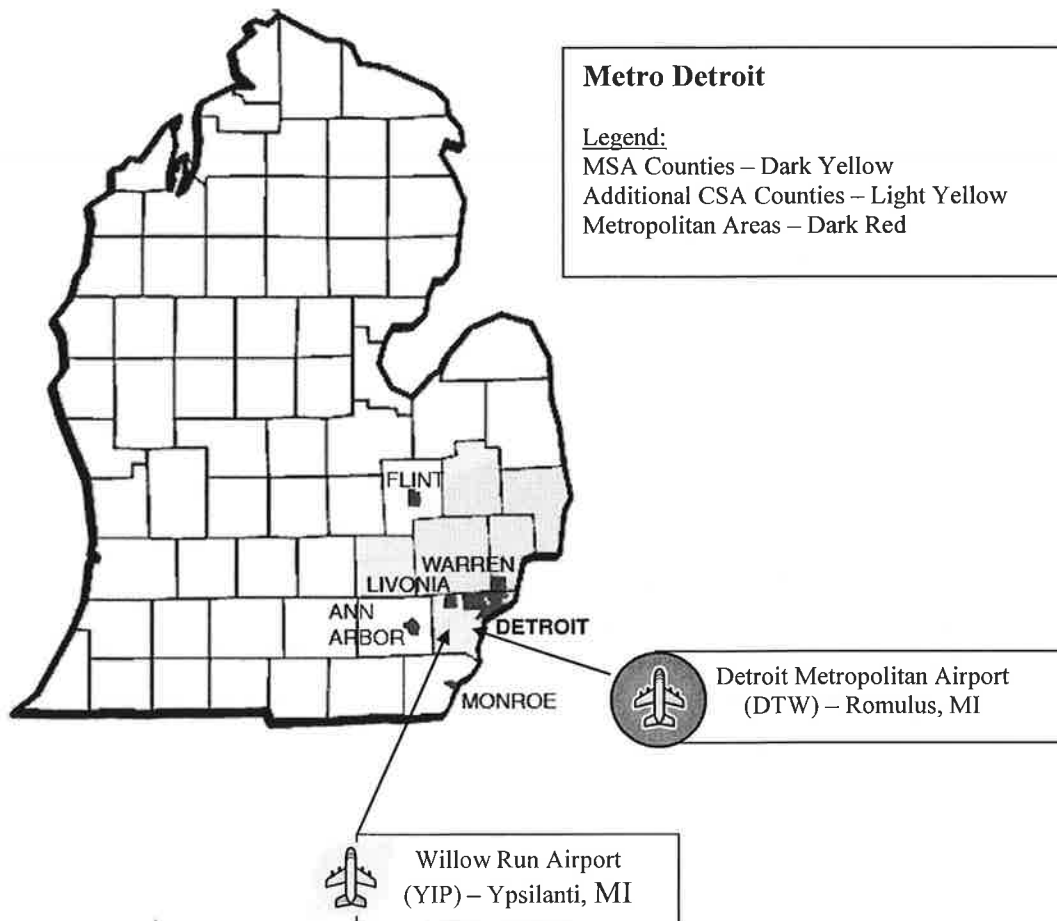 Metro Detroit
Legend:
MSA Counties – Dark Yellow
Additional CSA Counties – Light Yellow
Metropolitan Areas – Dark Red
FLINT
WARREN
LIVONIA
ANN
ARBOR
DETROIT
MONROE
Detroit Metropolitan Airport
(DTW) – Romulus, MI
Willow Run Airport
(YIP) – Ypsilanti, MI